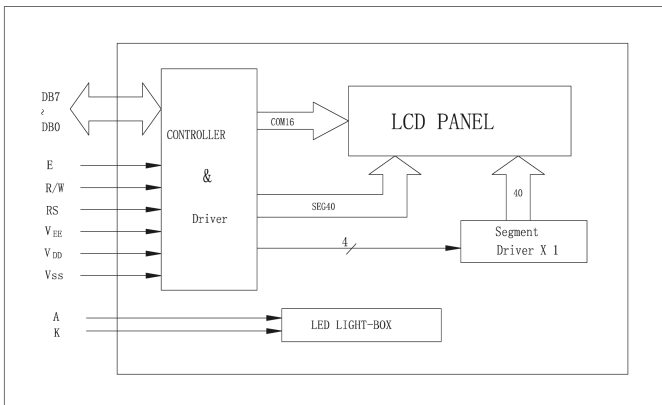 DB7
~
DB0
E
R/W
RS
VEE
VDD
Vss
A
K
CONTROLLER
&
Driver
COM16
SEG40
4
LCD PANEL
40
Segment
Driver X 1
LED LIGHT-BOX